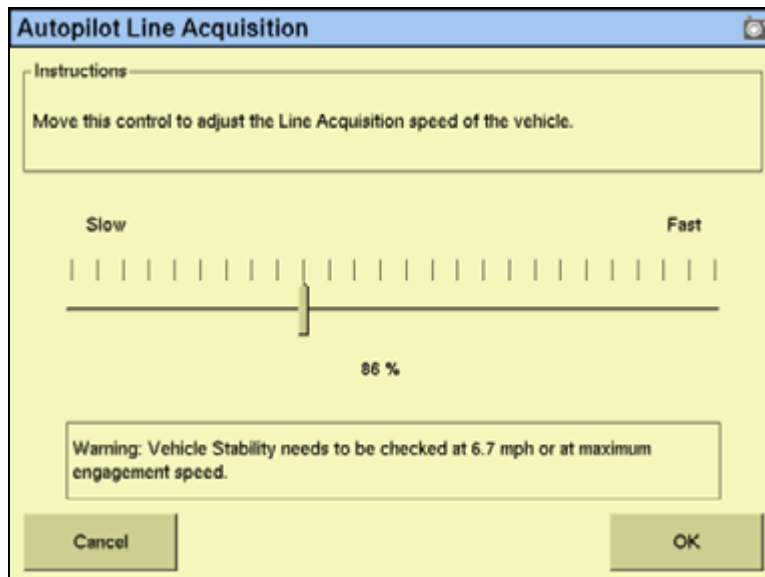 Autopilot Line Acquisition
Instructions
Move this control to adjust the Line Acquisition speed of the vehicle.
Slow Fast
86 %
Warning: Vehicle Stability needs to be checked at 6.7 mph or at maximum
engagement speed.
Cancel OK